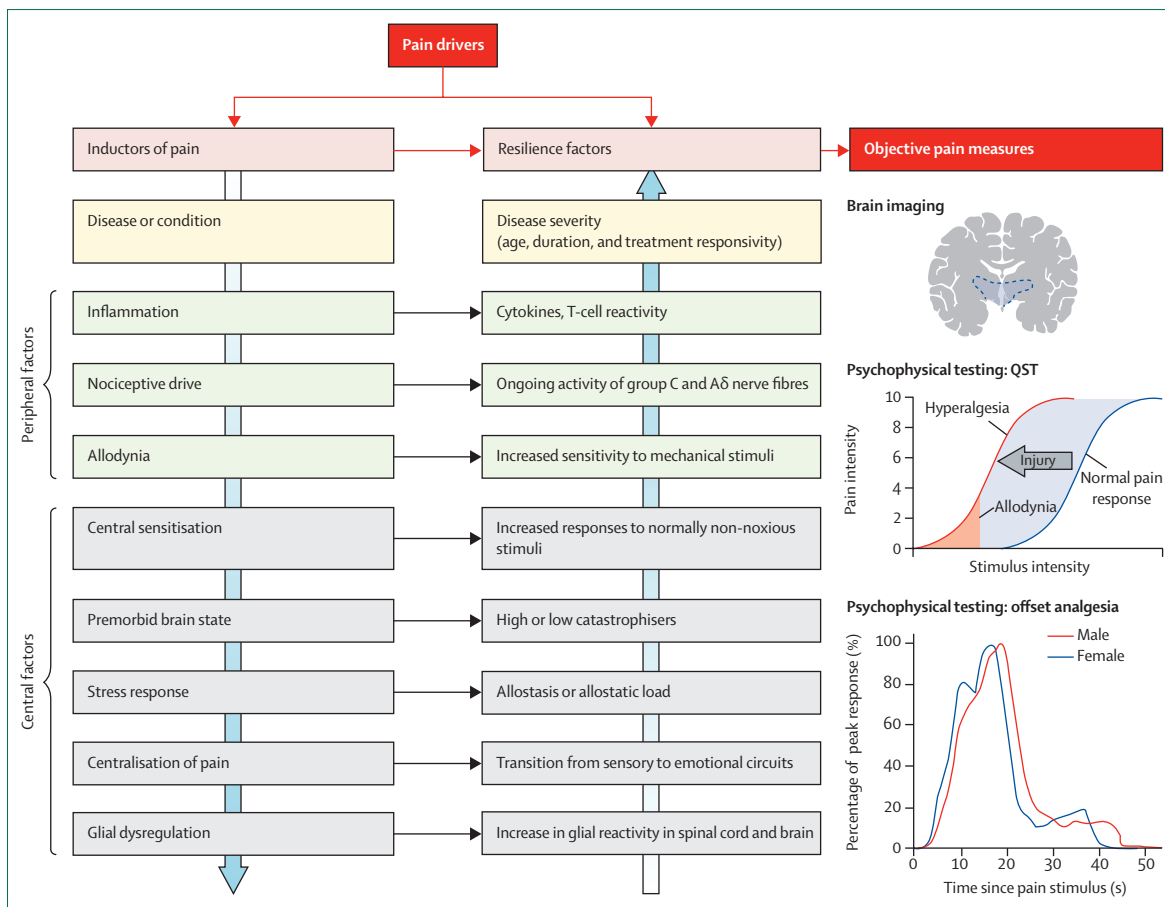 Pain drivers
Inductors of pain
Resilience factors
Objective pain measures
Disease or condition
Disease severity
(age, duration, and treatment responsivity)
Peripheral factors
Inflammation
Cytokines, T-cell reactivity
Nociceptive drive
Ongoing activity of group C and Aδ nerve fibres
Allodynia
Increased sensitivity to mechanical stimuli
Central factors
Central sensitisation
Increased responses to normally non-noxious
stimuli
Premorbid brain state
High or low catastrophisers
Stress response
Allostasis or allostatic load
Centralisation of pain
Transition from sensory to emotional circuits
Glial dysregulation
Increase in glial reactivity in spinal cord and brain
Brain imaging
Psychophysical testing: QST
Pain intensity
10
8
6
4
2
0
Hyperalgesia
Injury
Normal pain
response
Allodynia
Stimulus intensity
Psychophysical testing: offset analgesia
Percentage of peak response (%)
100
80
60
40
20
0
Male
Female
0
10
20
30
40
50
Time since pain stimulus (s)